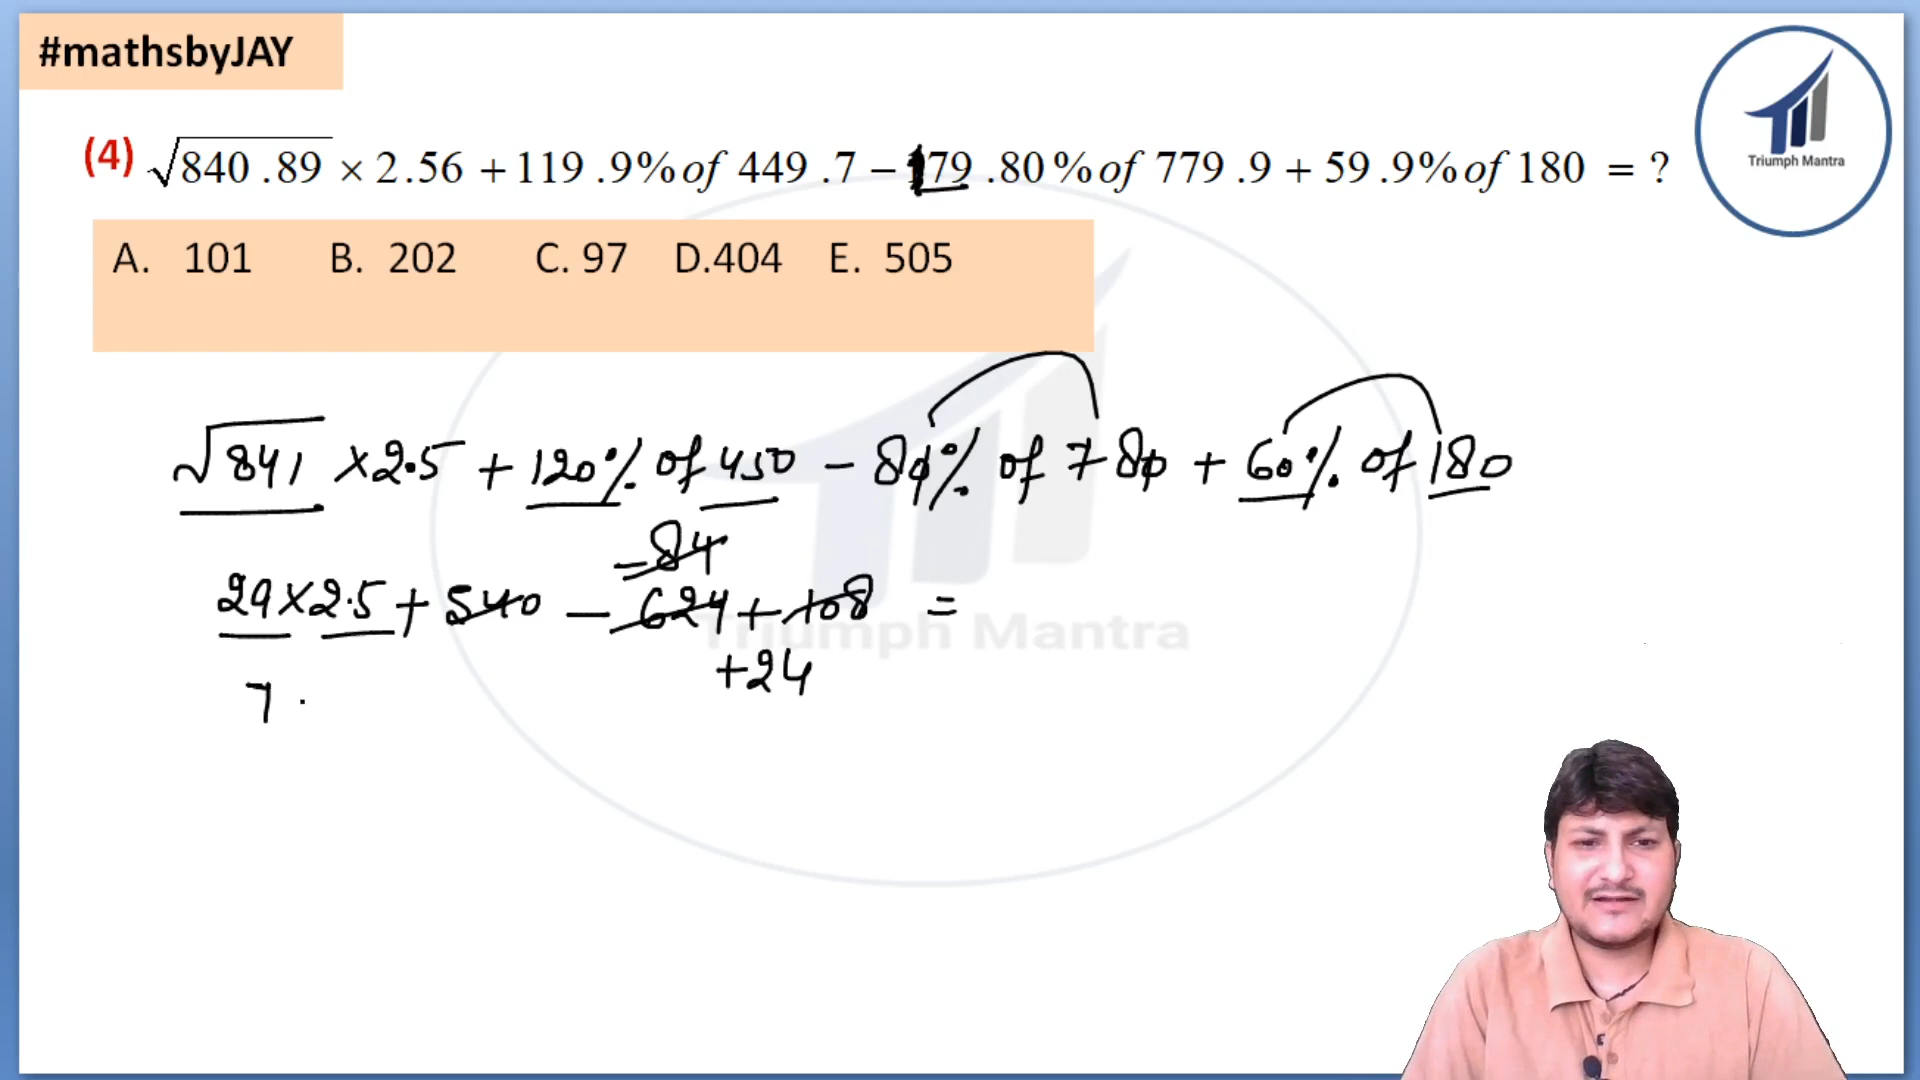 #mathsbyJAY
(4) √840.89 × 2.56 + 119.9% of 449.7 − 179.80% of 779.9 + 59.9% of 180 = ?
Triumph Mantra
A. 101 B. 202 C. 97 D.404 E. 505
√841 × 2.5 + 120% of 450 − 80% of 780 + 60% of 180
− 84
29 × 2.5 + 540 − 624 + 108 =
Triumph Mantra
+24
7.